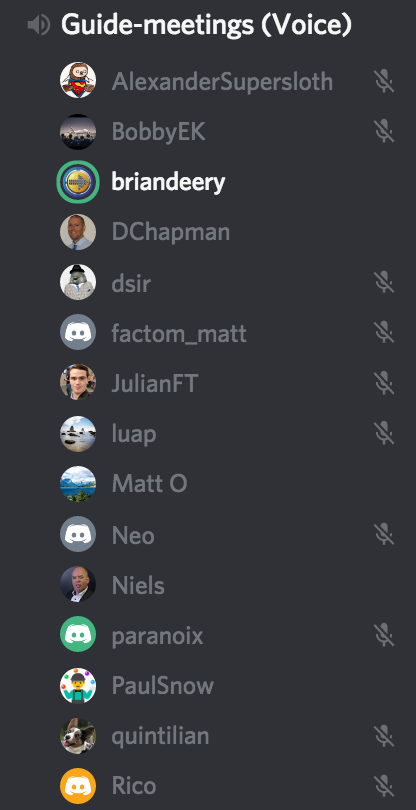 Guide-meetings (Voice)
AlexanderSupersloth
BobbyEK
briandeery
DChapman
dsir
factom_matt
JulianFT
luap
Matt O
Neo
Niels
paranoix
PaulSnow
quintilian
Rico